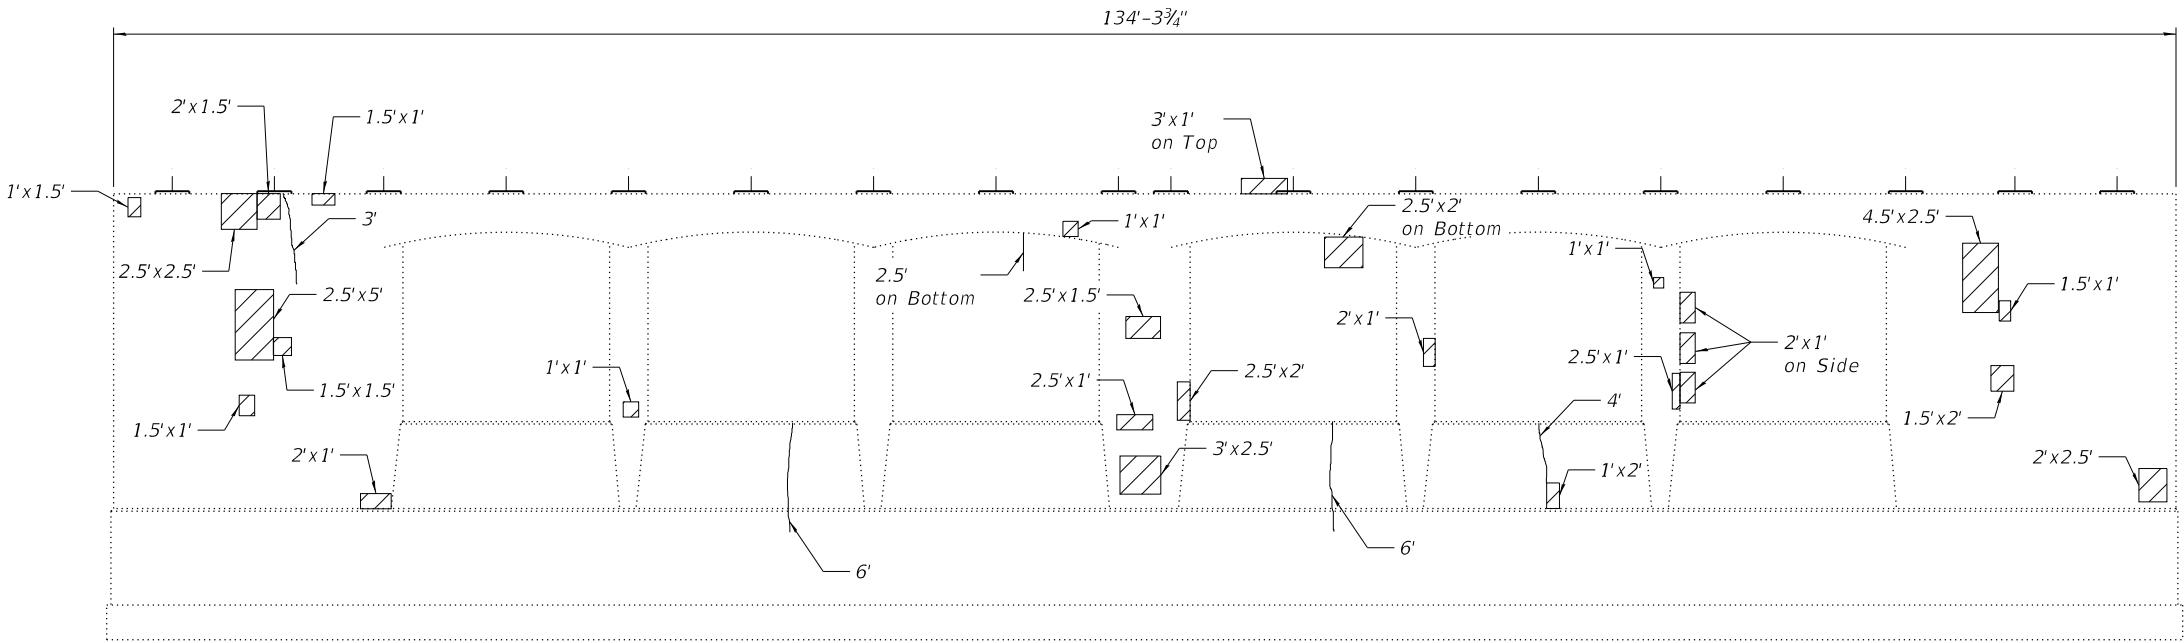 134'-3¾"
2'x1.5'
1.5'x1'
3'x1'
on Top
1'x1.5'
3'
1'x1'
2.5'x2'
on Bottom
4.5'x2.5'
2.5'x2.5'
1'x1'
2.5'
on Bottom
2.5'x5'
2.5'x1.5'
1.5'x1'
2'x1'
2'x1'
on Side
1'x1'
2.5'x1'
2.5'x2'
2.5'x1'
1.5'x1.5'
4'
1.5'x2'
1.5'x1'
2'x1'
3'x2.5'
1'x2'
2'x2.5'
6'
6'